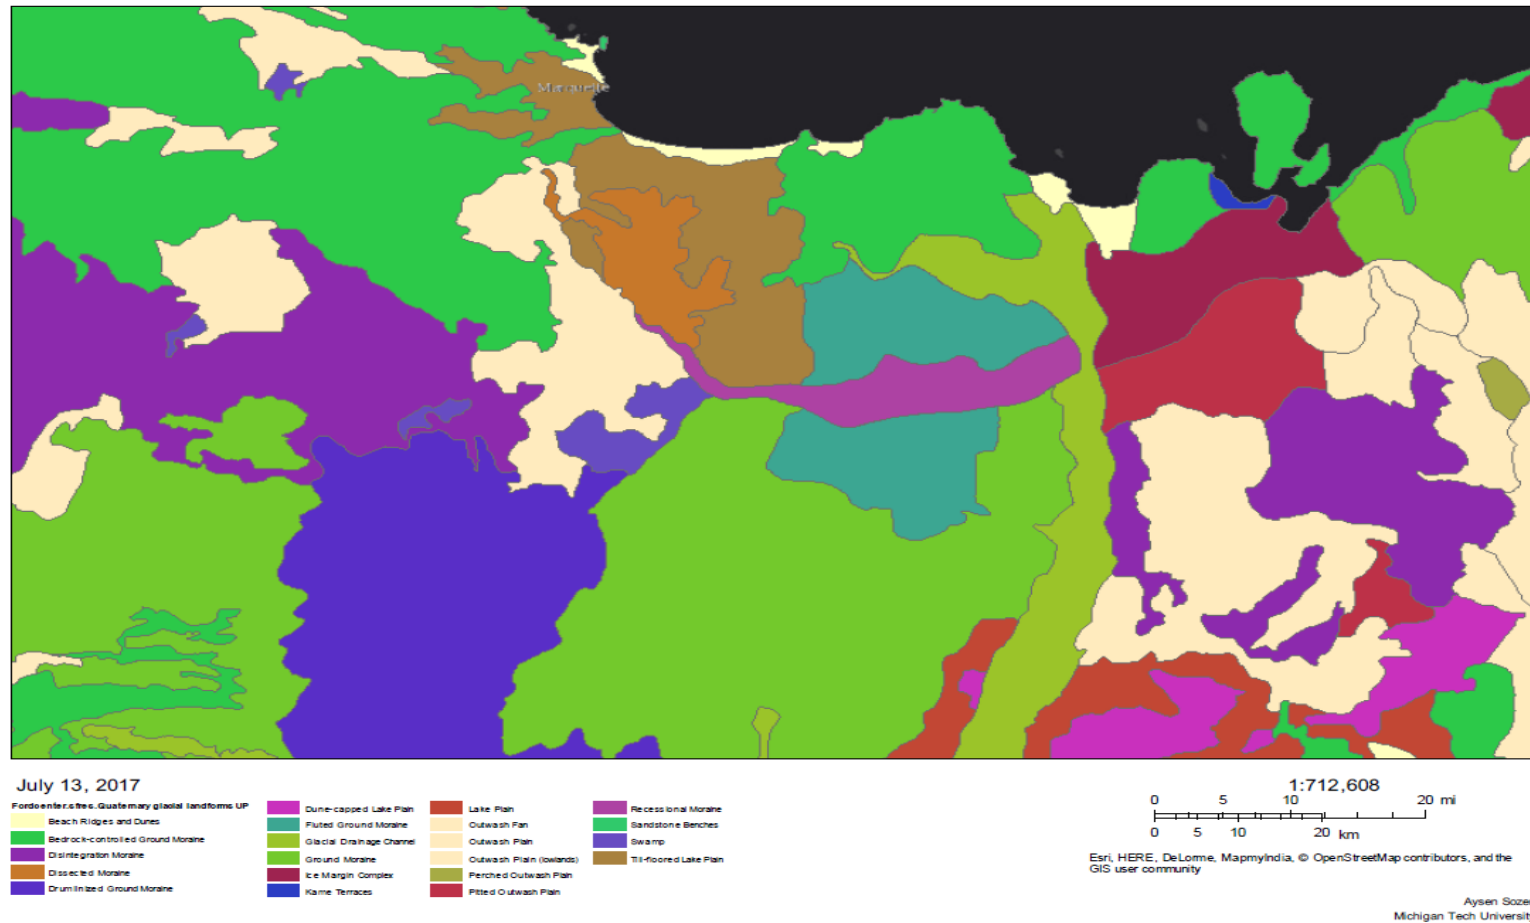 Marquette
July 13, 2017
Fordcenter.sfres.Quaternary glacial landforms UP
Beach Ridges and Dunes
Bedrock-controlled Ground Moraine
Disintegration Moraine
Dissected Moraine
Drumlinized Ground Moraine
Dune-capped Lake Plain
Fluted Ground Moraine
Glacial Drainage Channel
Ground Moraine
Ice Margin Complex
Kame Terraces
Lake Plain
Outwash Fan
Outwash Plain
Outwash Plain (lowlands)
Perched Outwash Plain
Pitted Outwash Plain
Recessional Moraine
Sandstone Benches
Swamp
Till-floored Lake Plain
1:712,608
0 5 10 20 mi
0 5 10 20 km
Esri, HERE, DeLorme, MapmyIndia, © OpenStreetMap contributors, and the
GIS user community
Aysen Sozer
Michigan Tech University